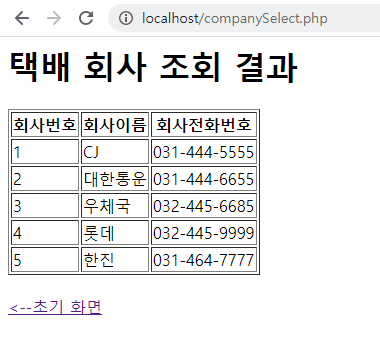 localhost/companySelect.php
택배 회사 조회 결과
회사번호 회사이름 회사전화번호
1 CJ 031-444-5555
2 대한통운 031-444-6655
3 우체국 032-445-6685
4 롯데 032-445-9999
5 한진 031-464-7777
<--초기 화면